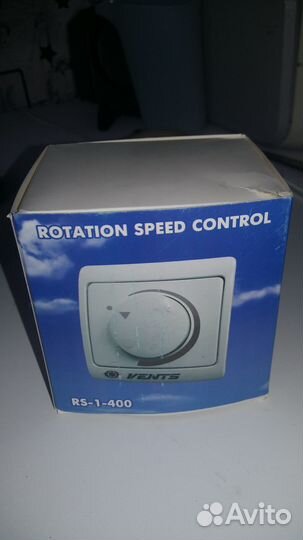 ROTATION SPEED CONTROL
VENTS
RS-1-400
Avito